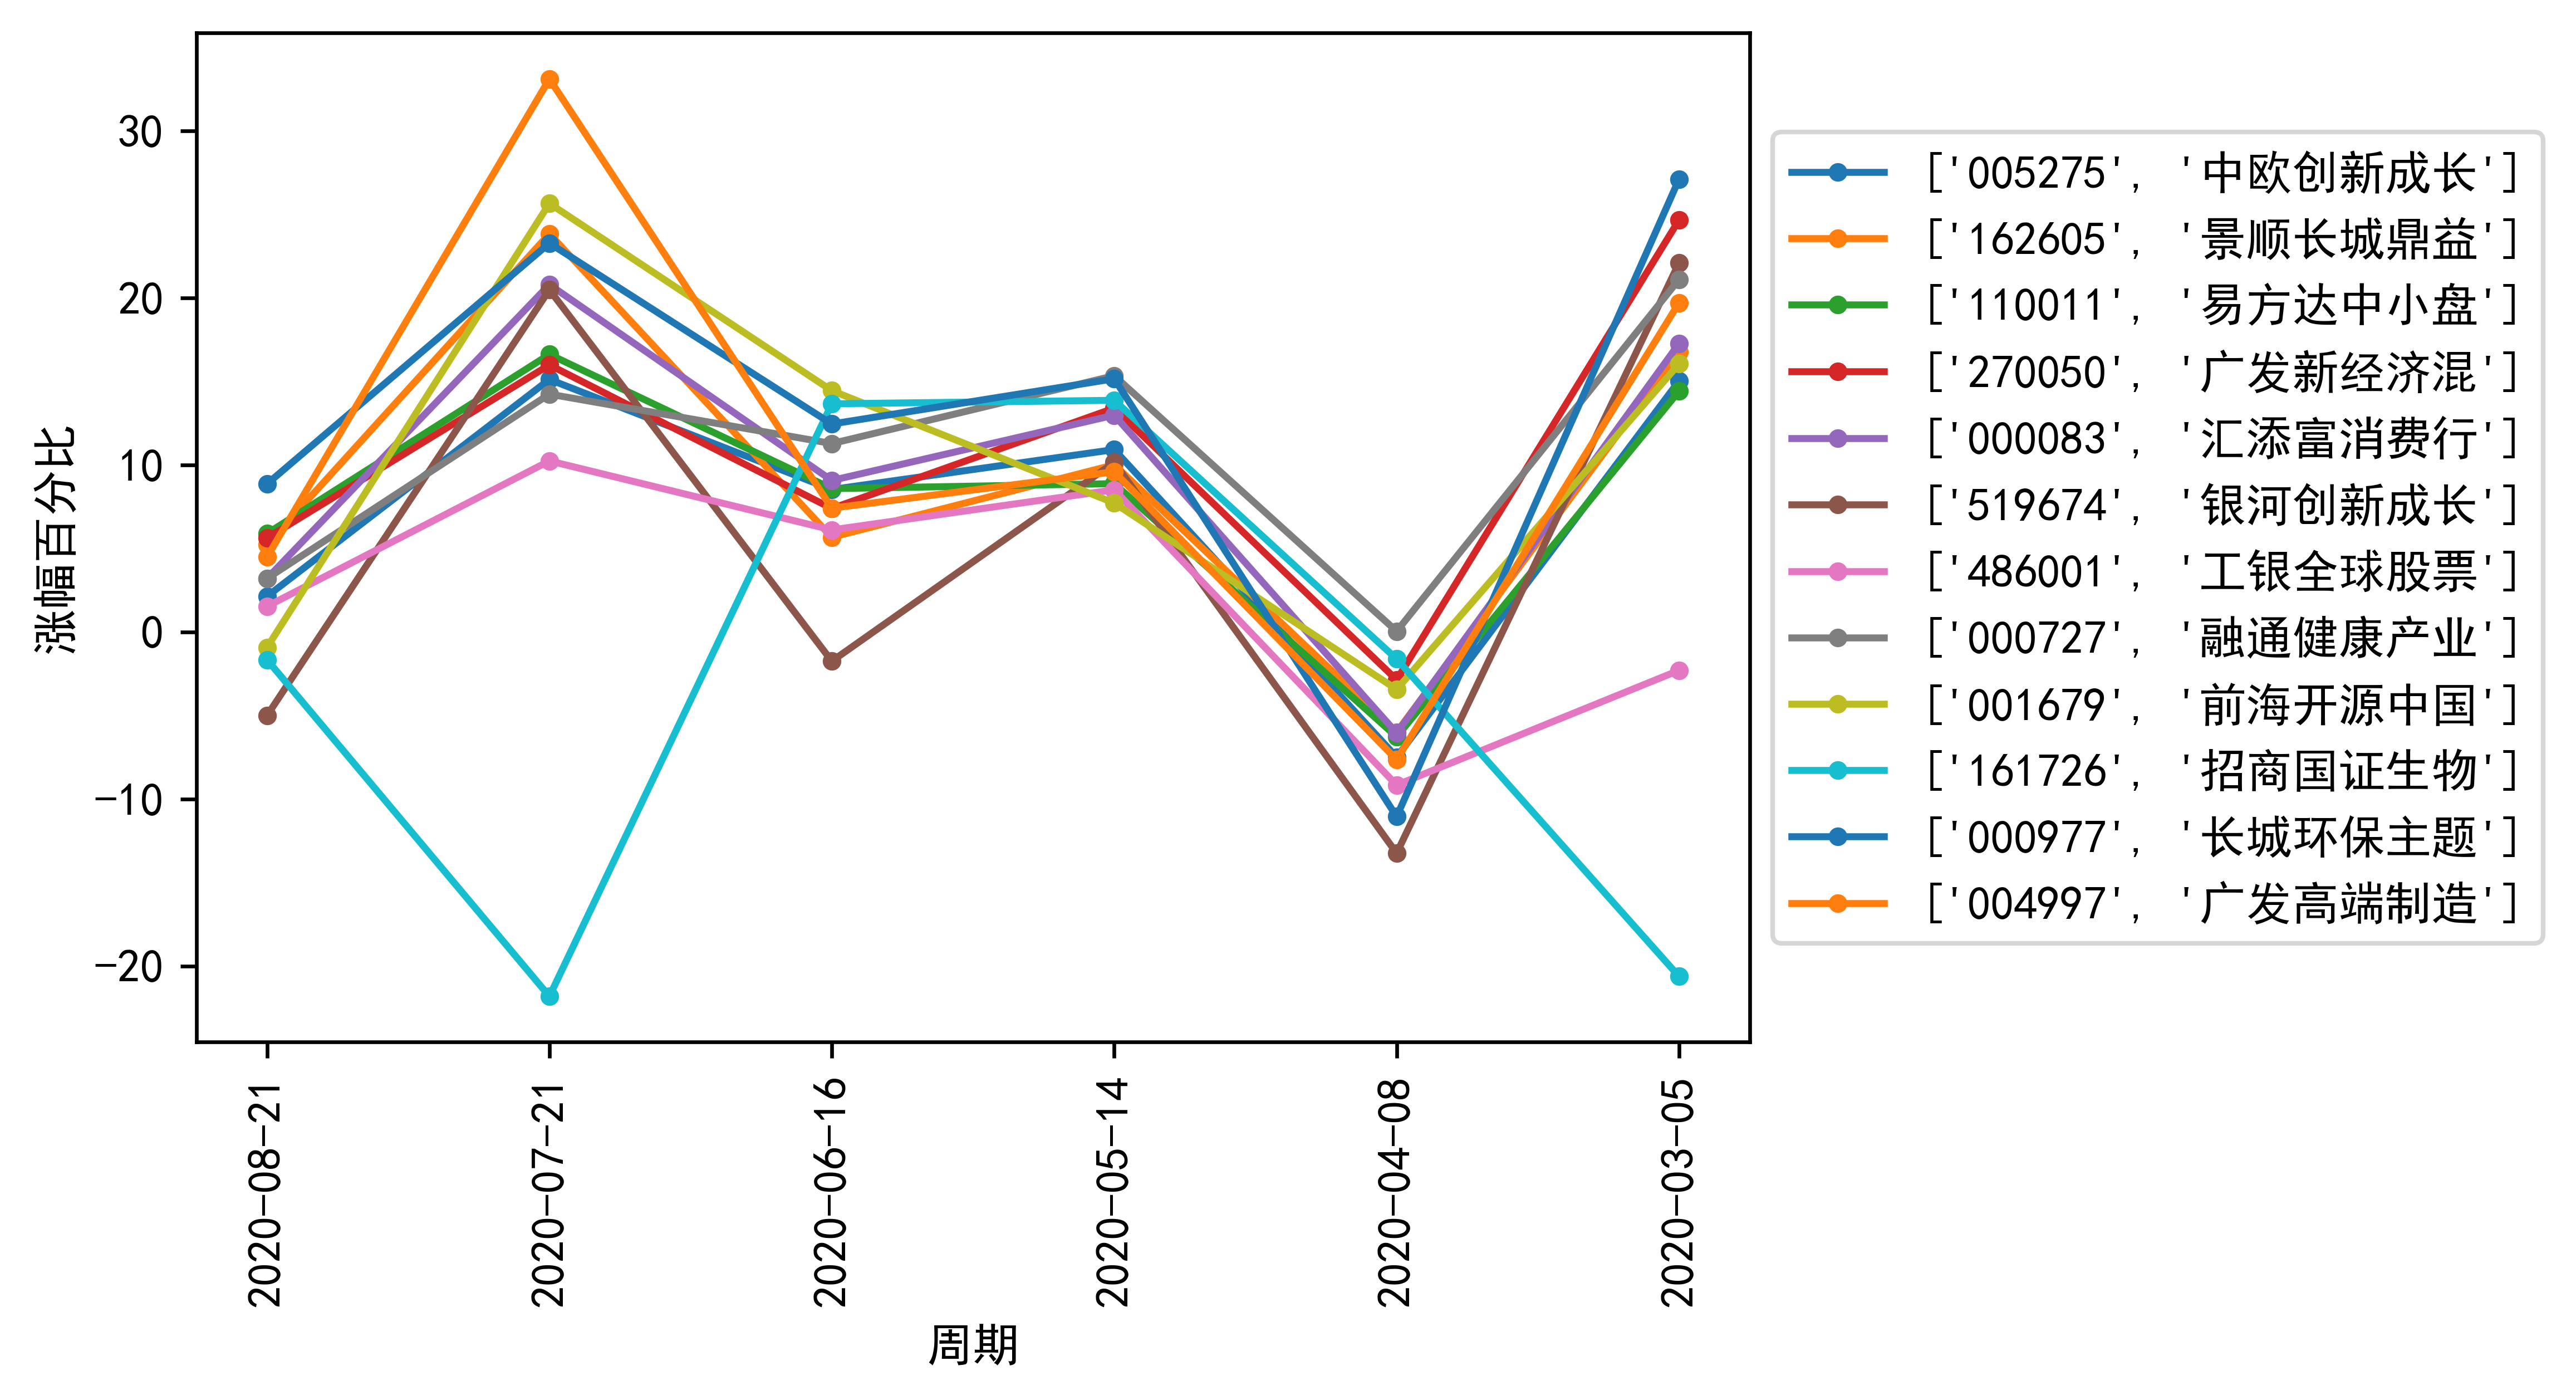 涨幅百分比
30
20
10
0
−10
−20
2020-08-21
2020-07-21
2020-06-16
2020-05-14
2020-04-08
2020-03-05
周期
['005275', '中欧创新成长']
['162605', '景顺长城鼎益']
['110011', '易方达中小盘']
['270050', '广发新经济混']
['000083', '汇添富消费行']
['519674', '银河创新成长']
['486001', '工银全球股票']
['000727', '融通健康产业']
['001679', '前海开源中国']
['161726', '招商国证生物']
['000977', '长城环保主题']
['004997', '广发高端制造']